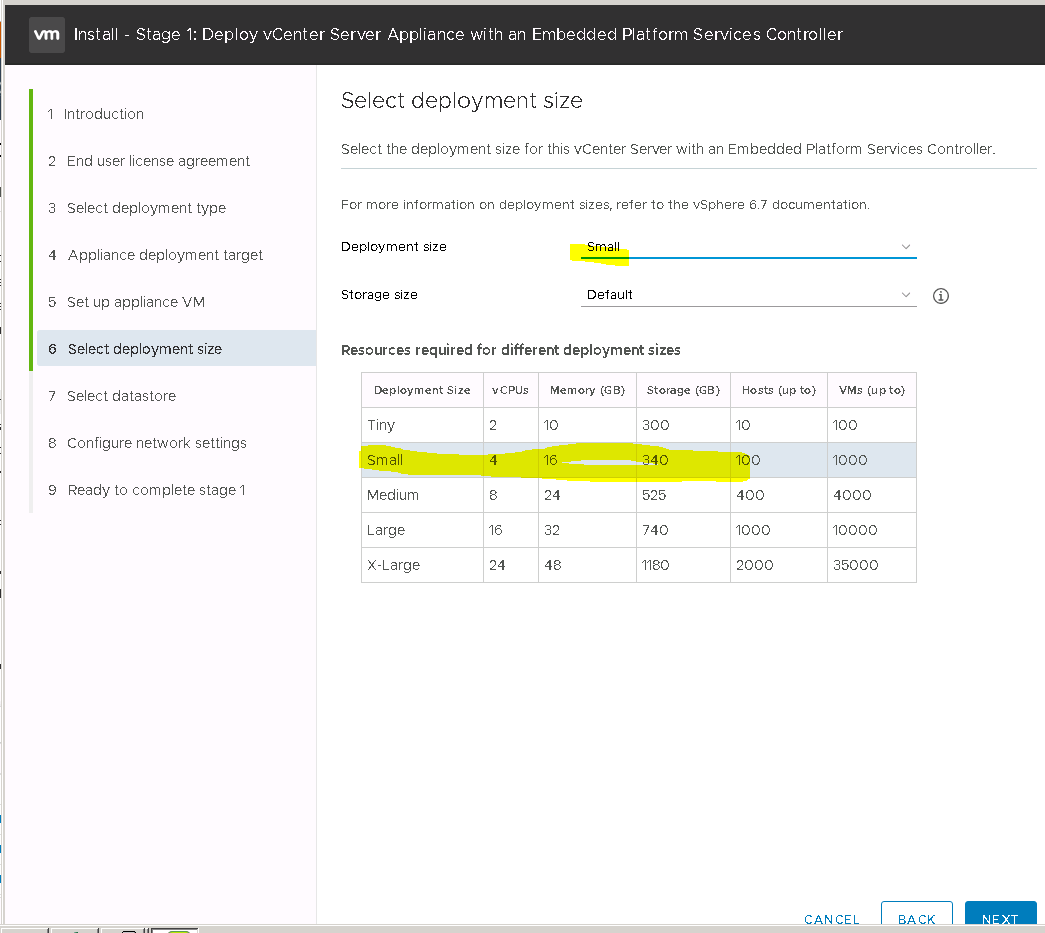 vm Install - Stage 1: Deploy vCenter Server Appliance with an Embedded Platform Services Controller
1 Introduction
2 End user license agreement
3 Select deployment type
4 Appliance deployment target
5 Set up appliance VM
6 Select deployment size
7 Select datastore
8 Configure network settings
9 Ready to complete stage 1
Select deployment size
Select the deployment size for this vCenter Server with an Embedded Platform Services Controller.
For more information on deployment sizes, refer to the vSphere 6.7 documentation.
Deployment size Small
Storage size Default
Resources required for different deployment sizes
Deployment Size vCPUs Memory (GB) Storage (GB) Hosts (up to) VMs (up to)
Tiny 2 10 300 10 100
Small 4 16 340 100 1000
Medium 8 24 525 400 4000
Large 16 32 740 1000 10000
X-Large 24 48 1180 2000 35000
CANCEL BACK NEXT